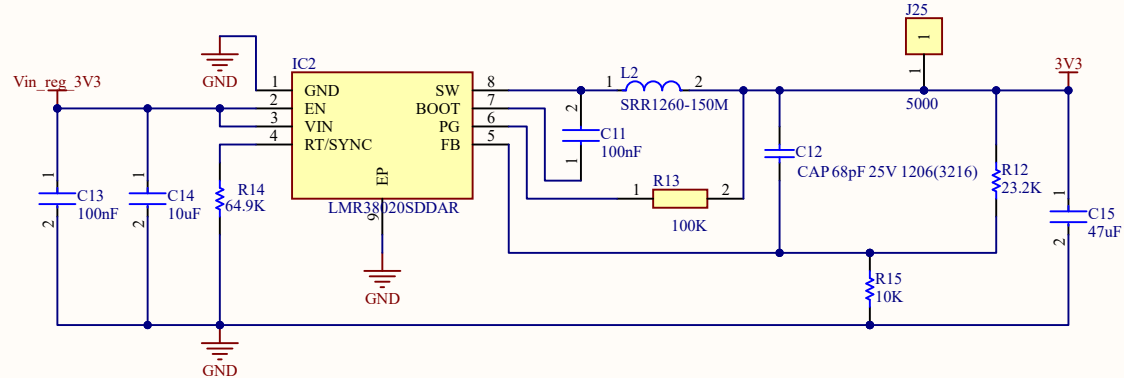 J25
1
1
5000
3V3
GND
IC2
Vin_reg_3V3
1 GND SW 8
2 EN BOOT 7
3 VIN PG 6
4 RT/SYNC FB 5
EP
9
LMR38020SDDAR
GND
1 L2 2
SRR1260-150M
2
C11
100nF
1
1 R13 2
100K
C12
CAP 68pF 25V 1206(3216)
R12
23.2K
1
C15
47uF
2
1
C13
100nF
2
1
C14
10uF
2
R14
64.9K
R15
10K
GND